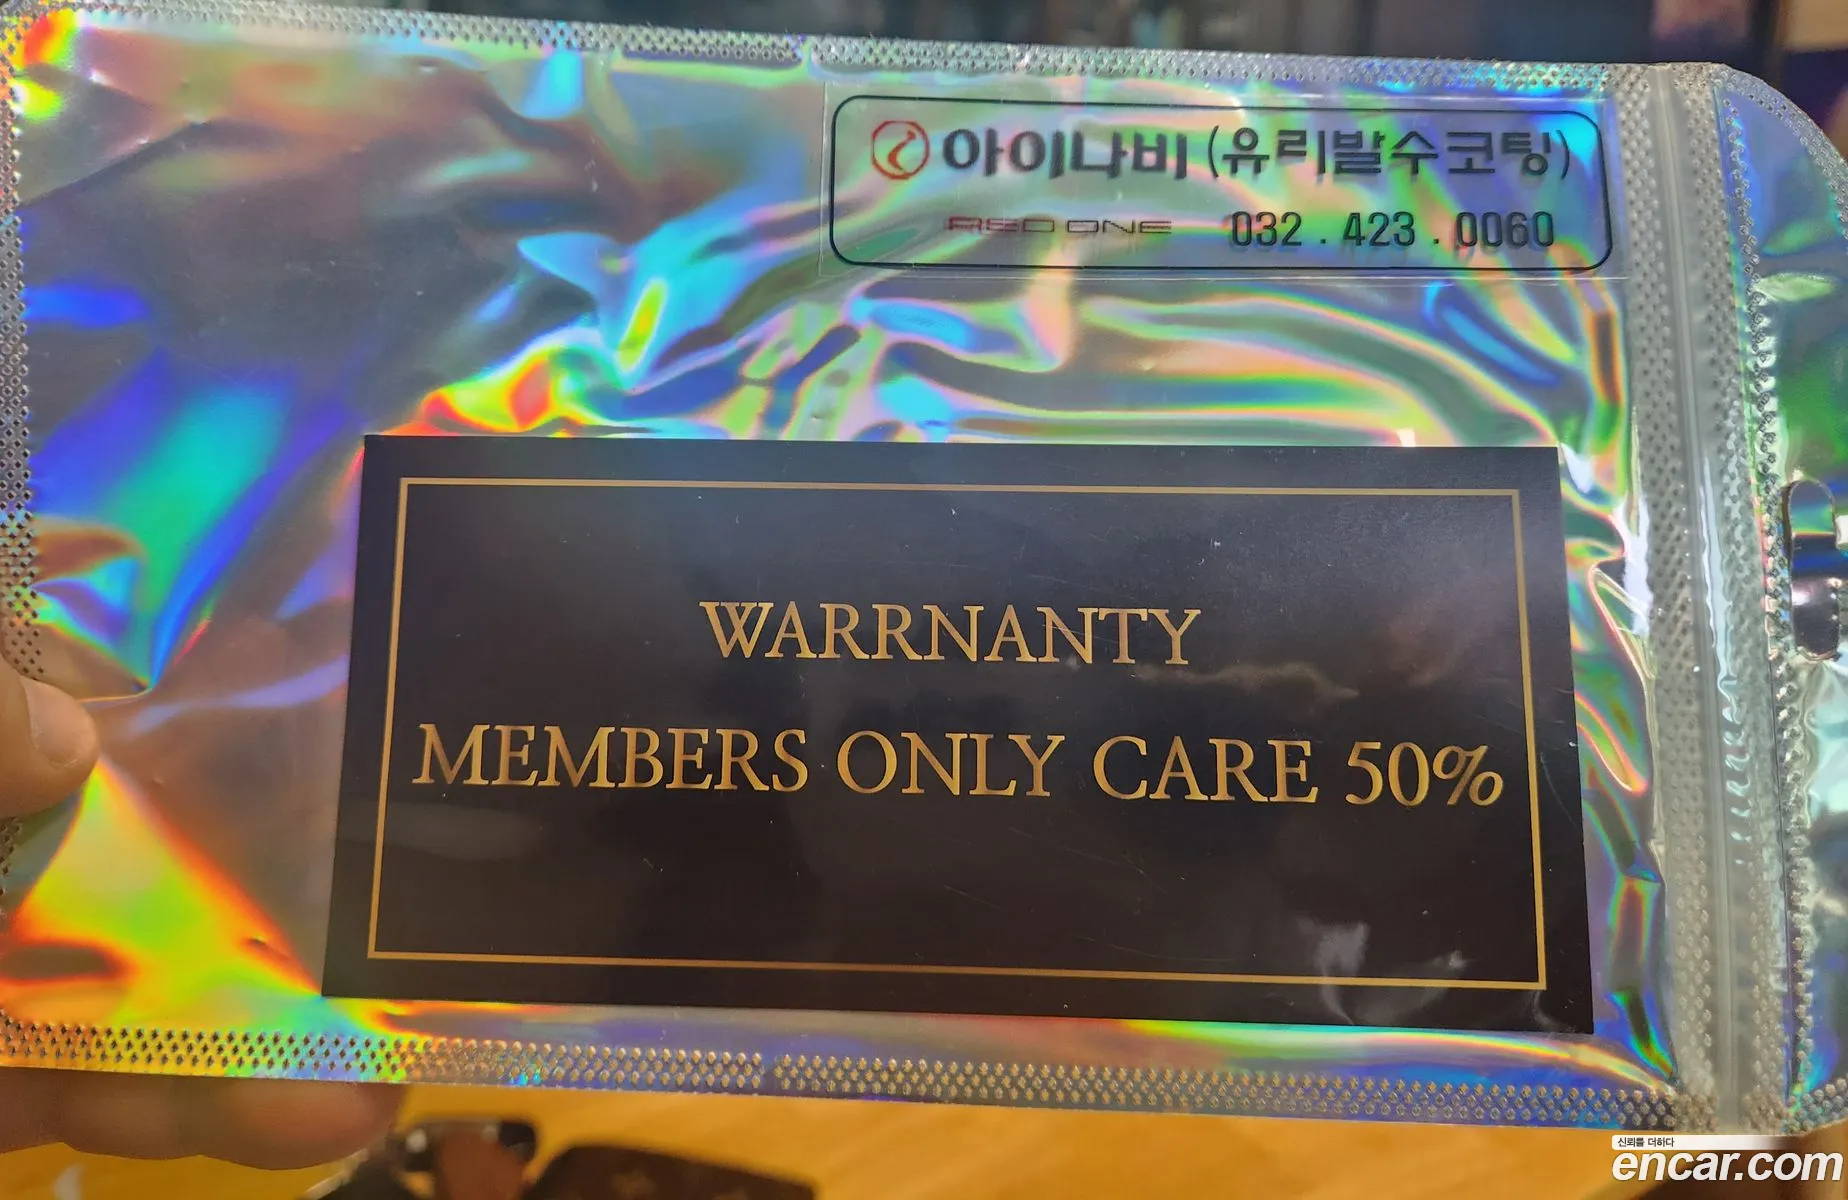 아이나비 (유리발수코팅)
RED ONE 032.423.0060
WARRNANTY
MEMBERS ONLY CARE 50%
신뢰를 더하다
encar.com